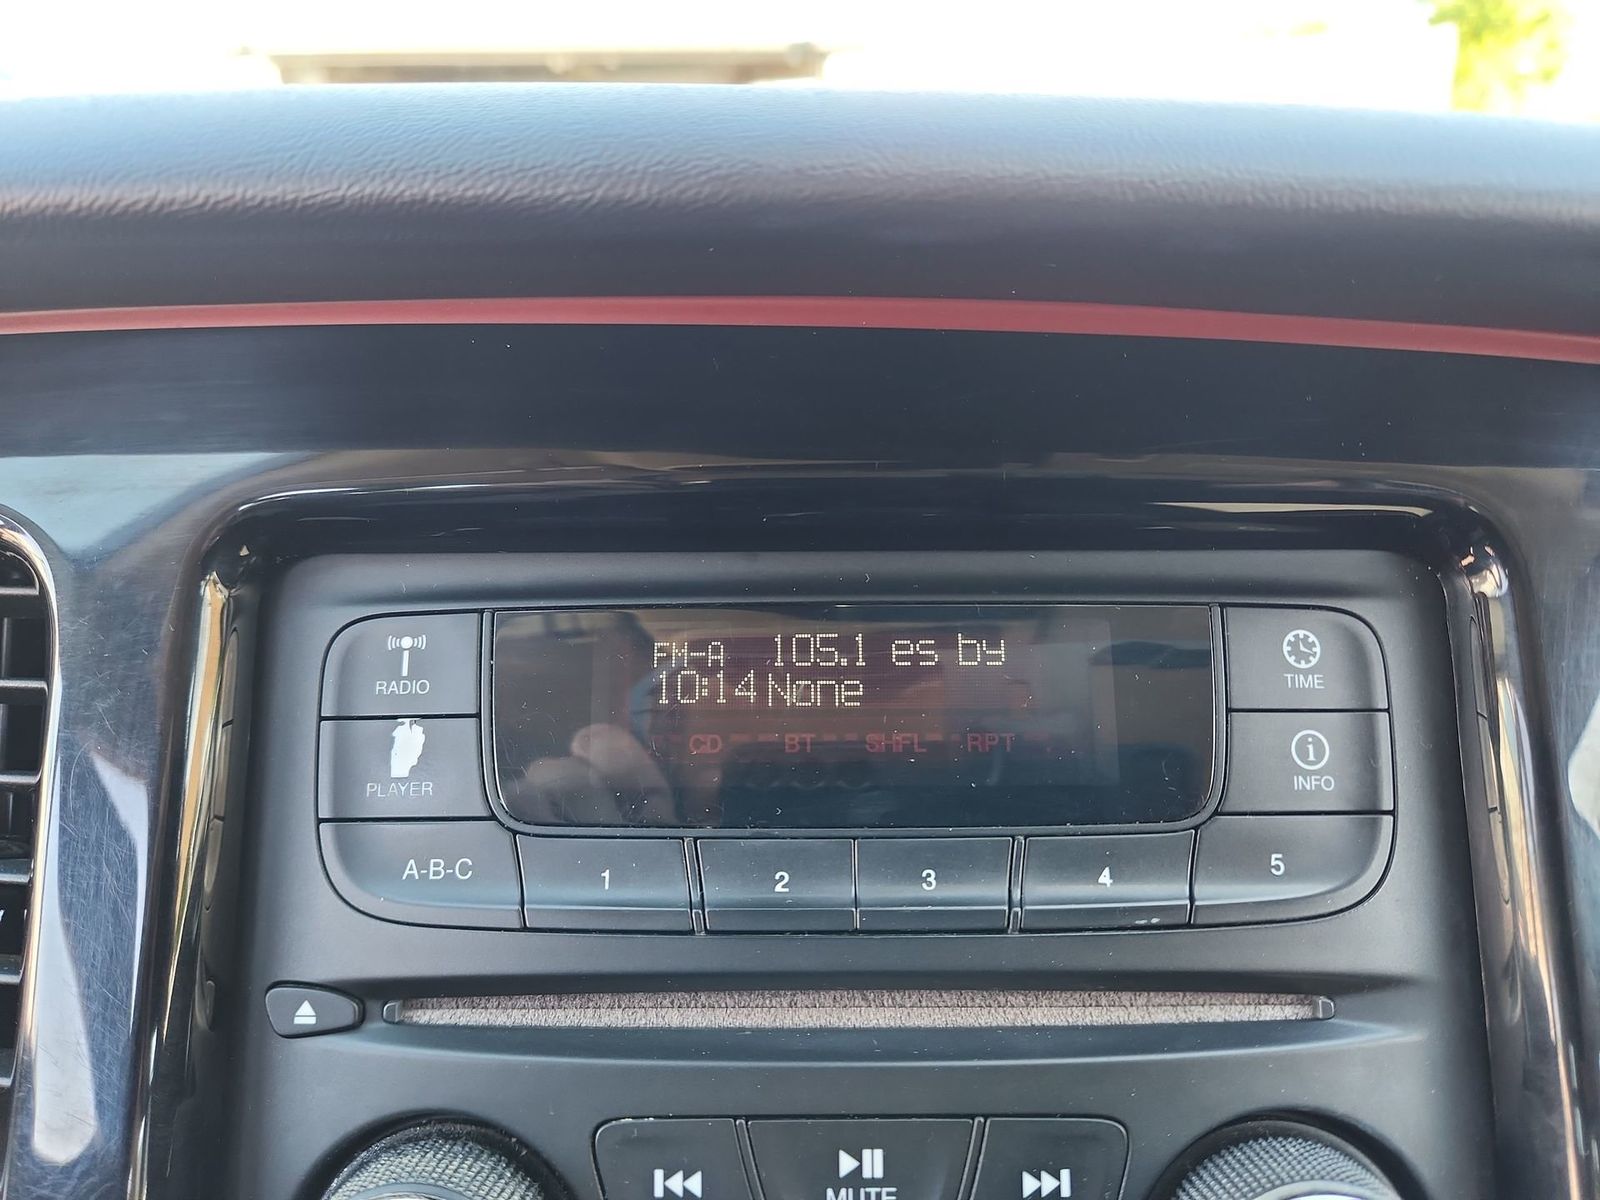 RADIO
PLAYER
FM-A 105.1 es by
10:14 None
CD BT SHFL RPT
TIME
INFO
A-B-C 1 2 3 4 5
MUTE